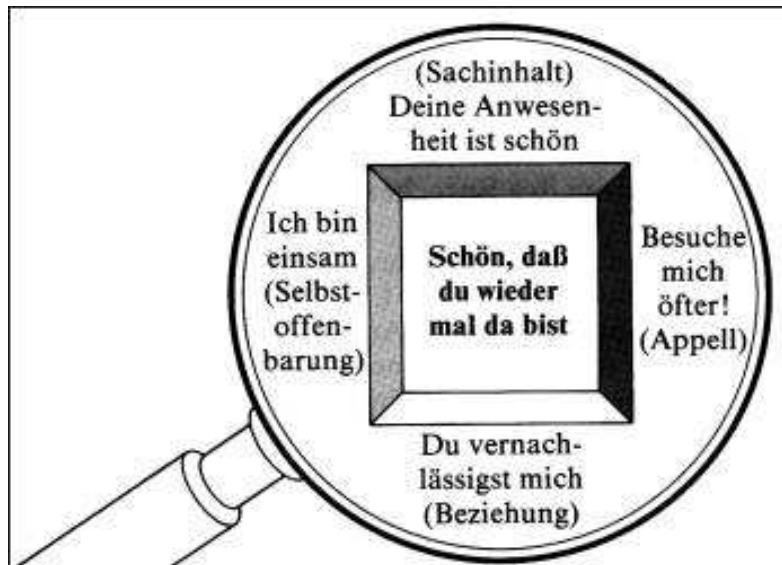 (Sachinhalt)
Deine Anwesen-
heit ist schön
Ich bin
einsam
(Selbst-
offen-
barung)
Schön, daß
du wieder
mal da bist
Besuche
mich
öfter!
(Appell)
Du vernach-
lässigst mich
(Beziehung)